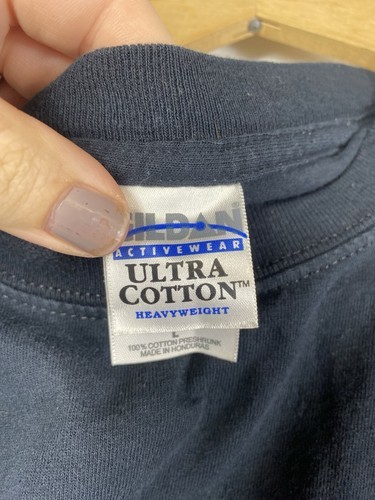 GILDAN
ACTIVEWEAR
ULTRA
COTTON™
HEAVYWEIGHT
L
100% COTTON PRESHRUNK
MADE IN HONDURAS